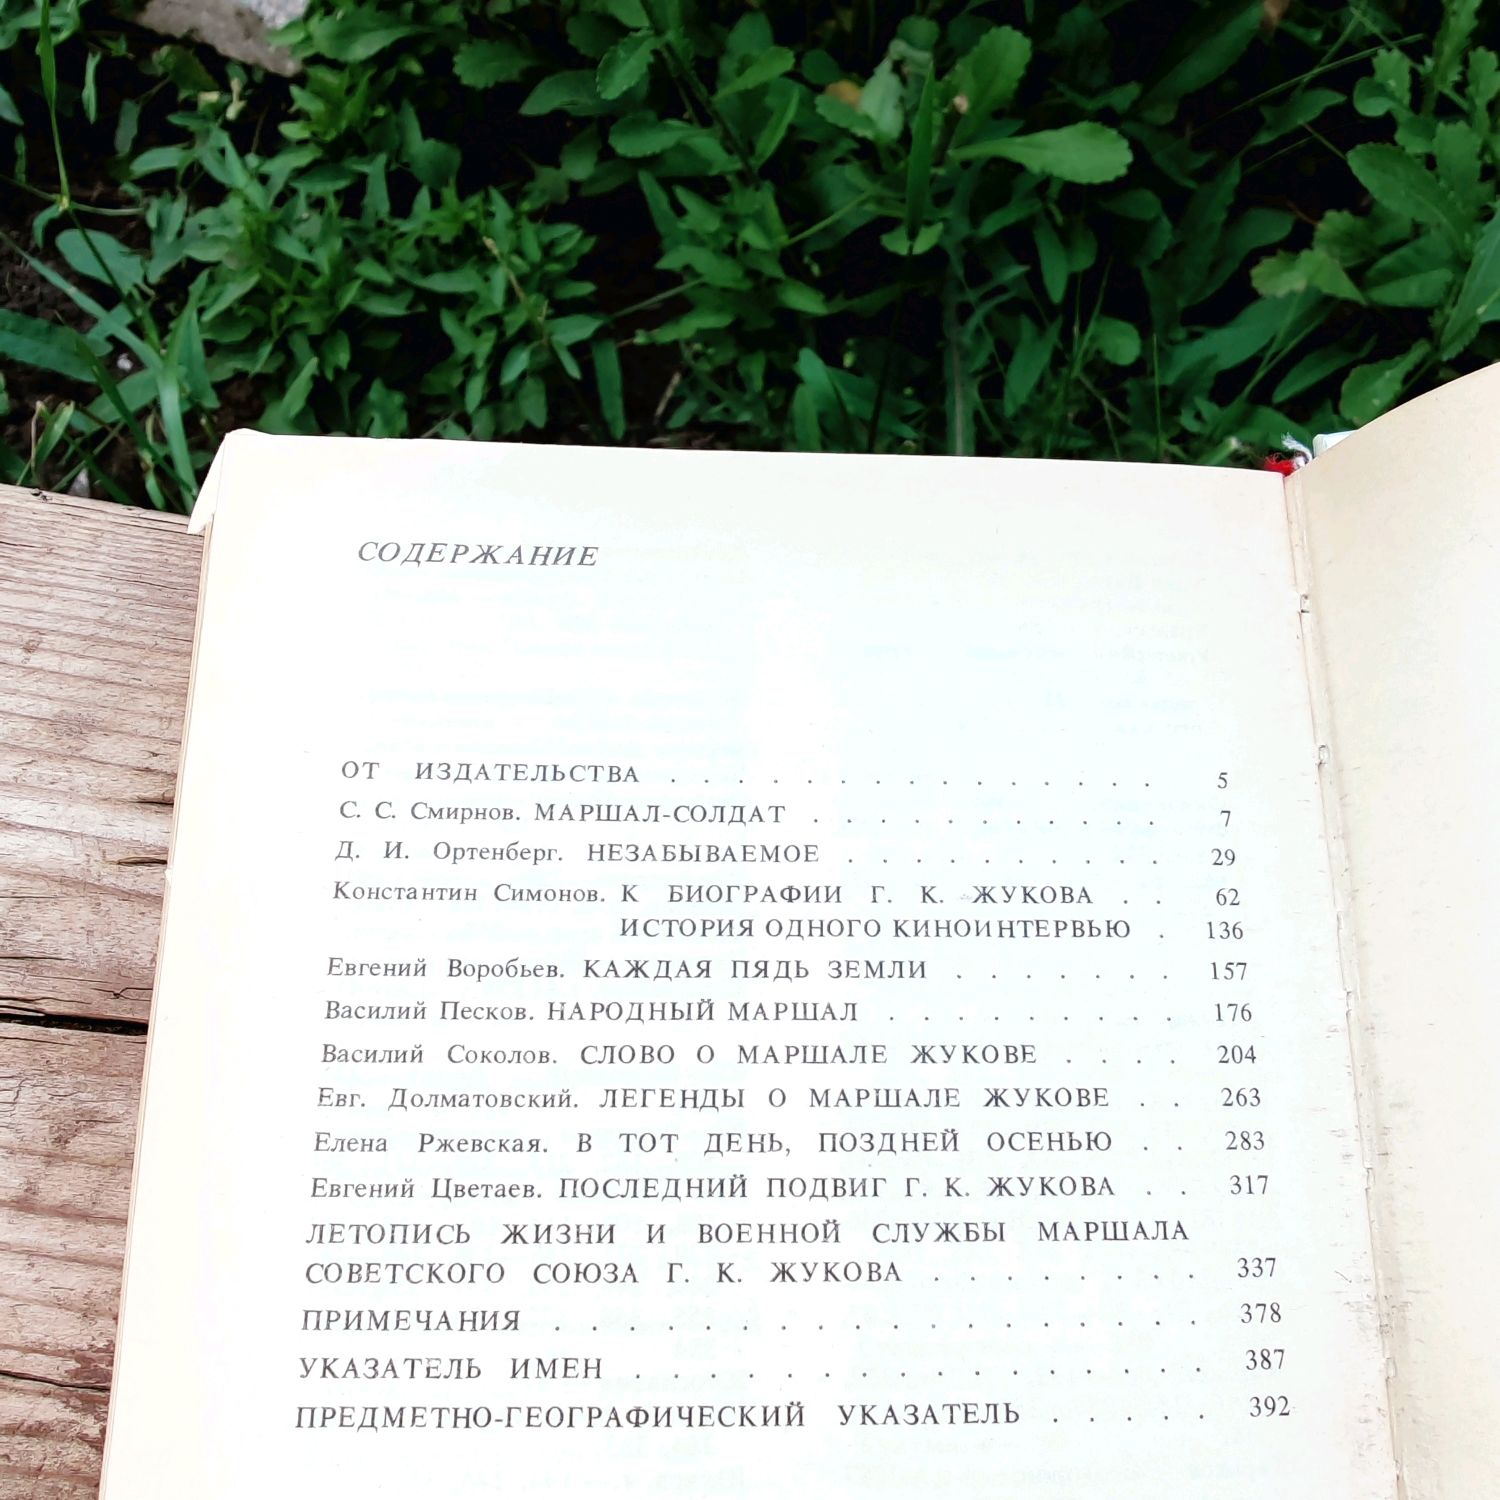 СОДЕРЖАНИЕ
ОТ ИЗДАТЕЛЬСТВА . . . . . . . . . . . . . . . 5
С. С. Смирнов. МАРШАЛ-СОЛДАТ . . . . . . . . . . . 7
Д. И. Ортенберг. НЕЗАБЫВАЕМОЕ . . . . . . . . . . 29
Константин Симонов. К БИОГРАФИИ Г. К. ЖУКОВА . . 62
ИСТОРИЯ ОДНОГО КИНОИНТЕРВЬЮ . 136
Евгений Воробьев. КАЖДАЯ ПЯДЬ ЗЕМЛИ . . . . . . . 157
Василий Песков. НАРОДНЫЙ МАРШАЛ . . . . . . . . . 176
Василий Соколов. СЛОВО О МАРШАЛЕ ЖУКОВЕ . . . . 204
Евг. Долматовский. ЛЕГЕНДЫ О МАРШАЛЕ ЖУКОВЕ . . 263
Елена Ржевская. В ТОТ ДЕНЬ, ПОЗДНЕЙ ОСЕНЬЮ . . 283
Евгений Цветаев. ПОСЛЕДНИЙ ПОДВИГ Г. К. ЖУКОВА . . 317
ЛЕТОПИСЬ ЖИЗНИ И ВОЕННОЙ СЛУЖБЫ МАРШАЛА
СОВЕТСКОГО СОЮЗА Г. К. ЖУКОВА . . . . . . . . 337
ПРИМЕЧАНИЯ . . . . . . . . . . . . . . . . . . 378
УКАЗАТЕЛЬ ИМЕН . . . . . . . . . . . . . . . . 387
ПРЕДМЕТНО-ГЕОГРАФИЧЕСКИЙ УКАЗАТЕЛЬ . . . . . 392